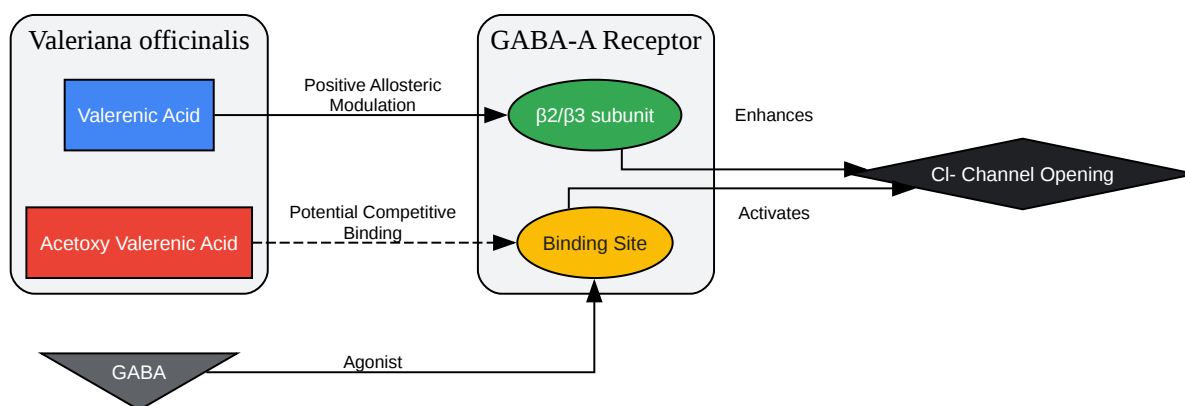 Valeriana officinalis
GABA-A Receptor
Valerenic Acid
Positive Allosteric
Modulation
β2/β3 subunit
Enhances
Cl- Channel Opening
Acetoxy Valerenic Acid
Potential Competitive
Binding
Binding Site
Activates
GABA
Agonist